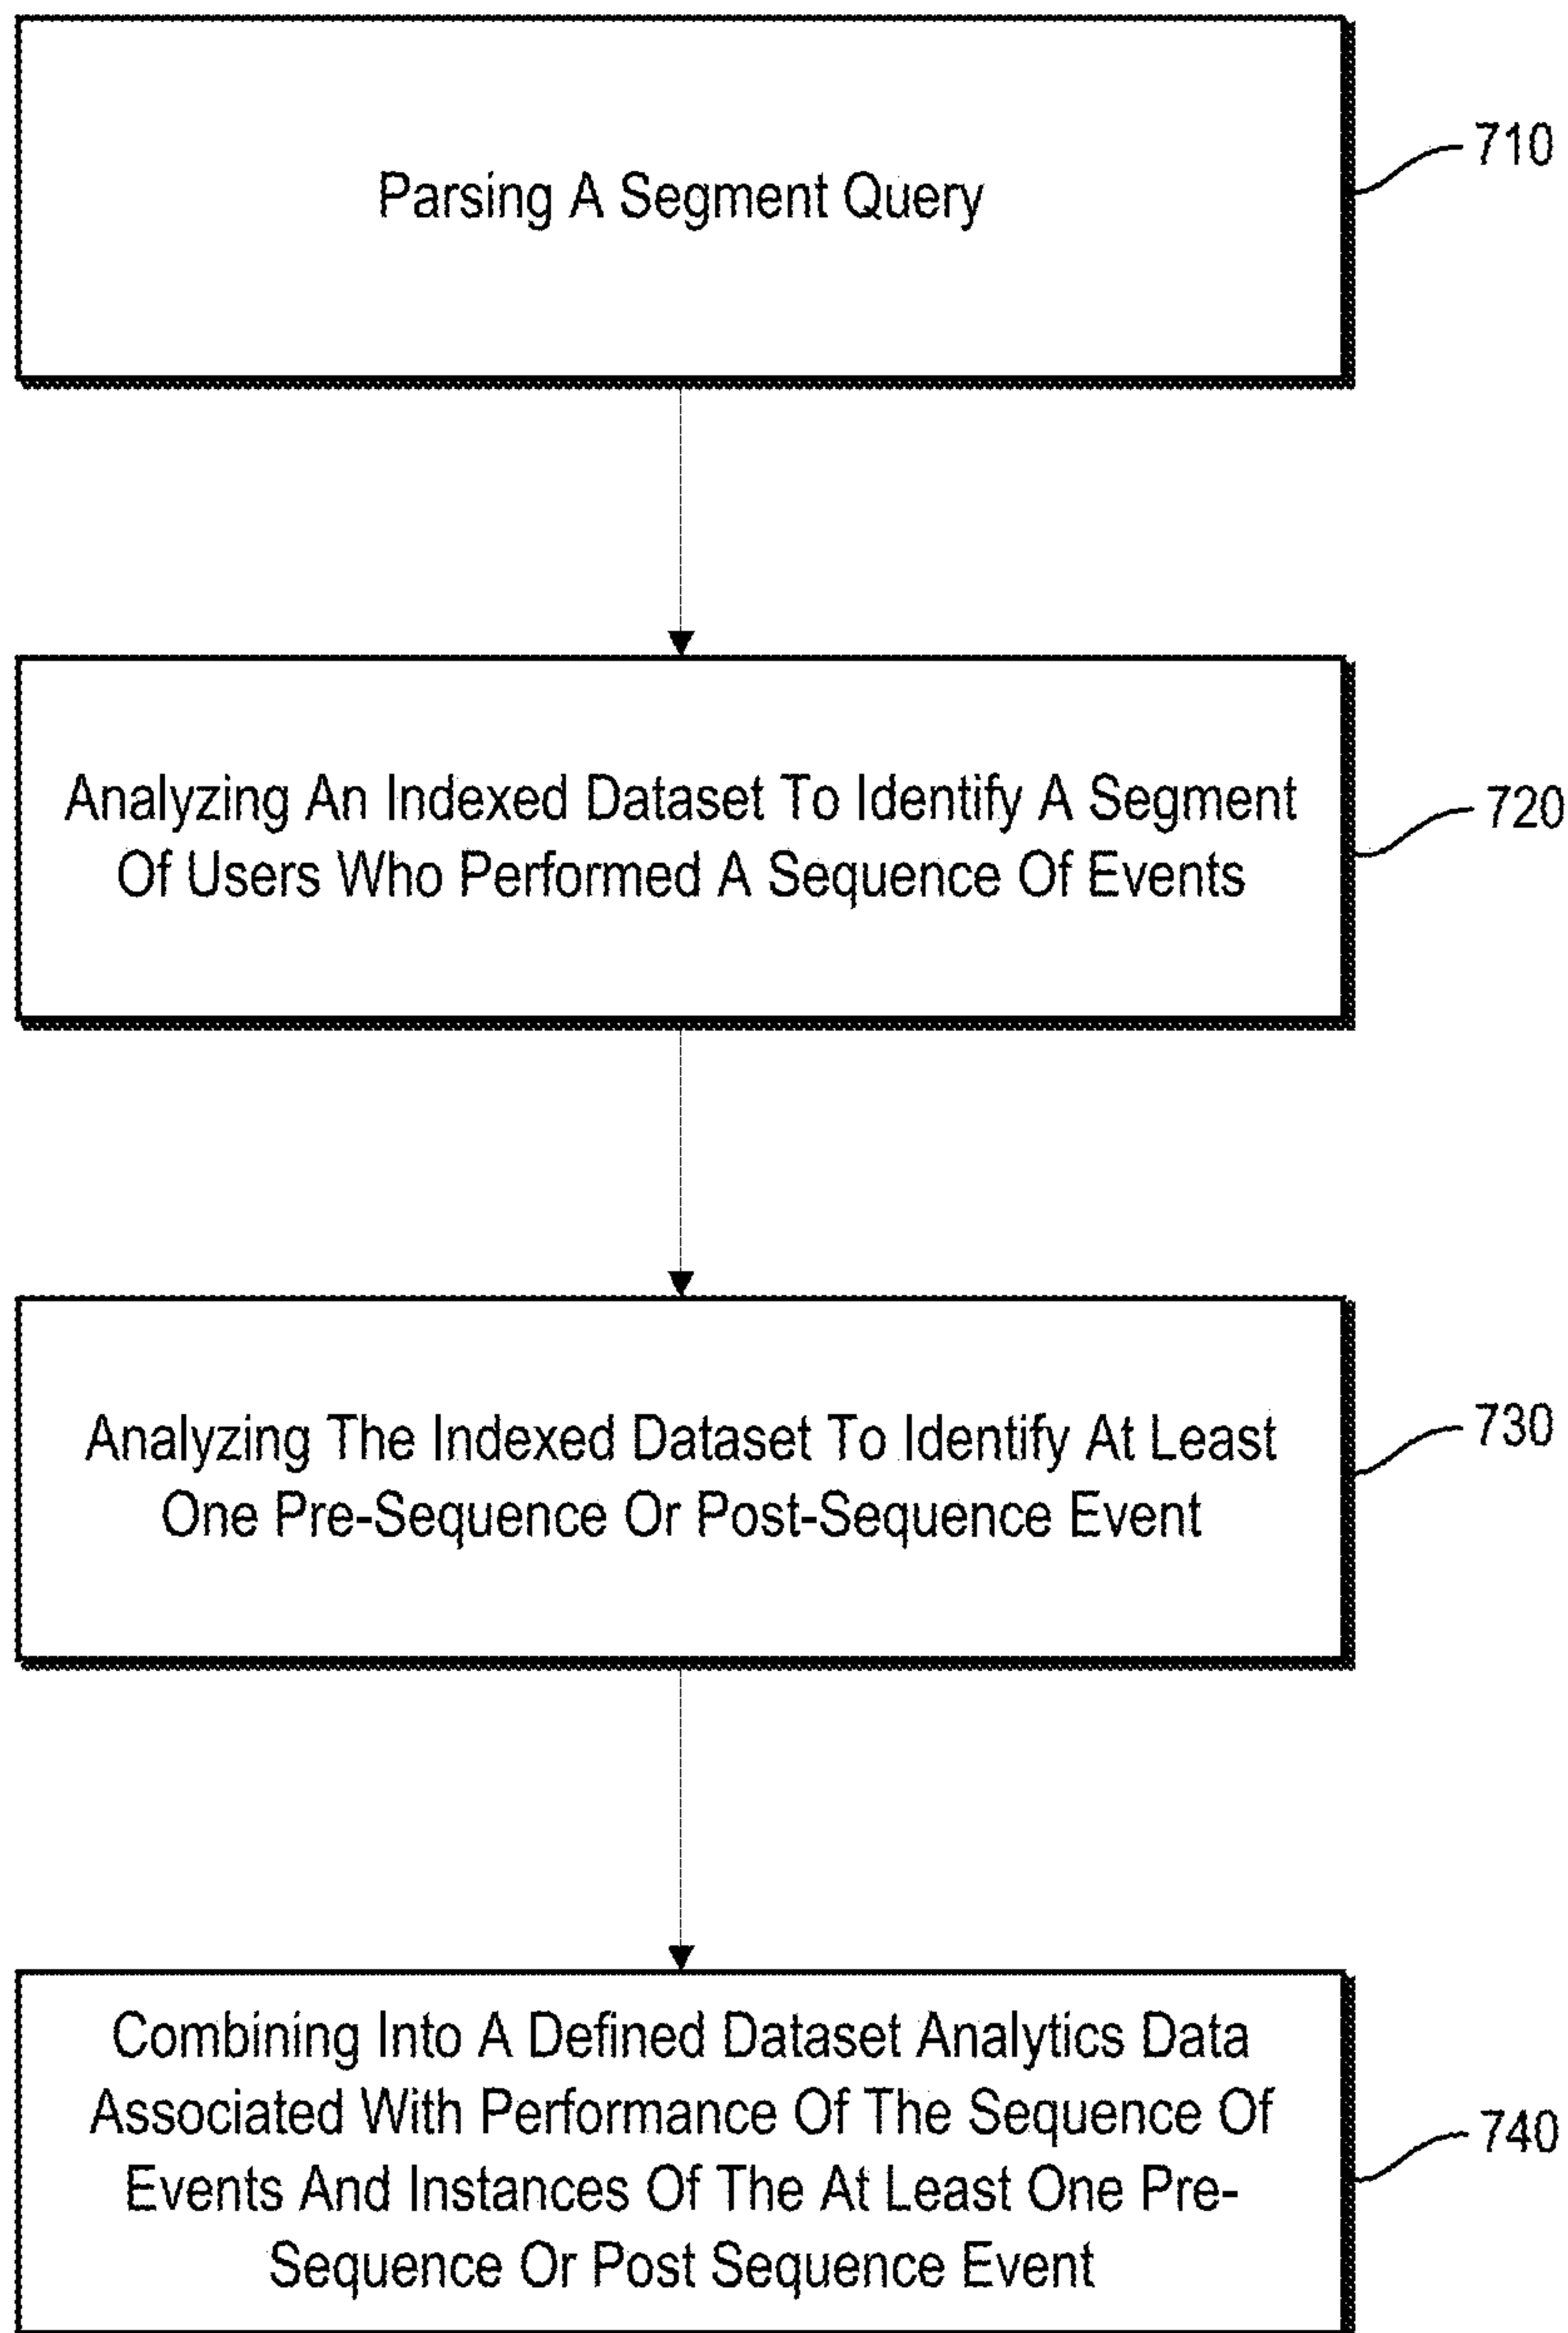 Parsing A Segment Query
710
Analyzing An Indexed Dataset To Identify A Segment
Of Users Who Performed A Sequence Of Events
720
Analyzing The Indexed Dataset To Identify At Least
One Pre-Sequence Or Post-Sequence Event
730
Combining Into A Defined Dataset Analytics Data
Associated With Performance Of The Sequence Of
Events And Instances Of The At Least One Pre-
Sequence Or Post Sequence Event
740